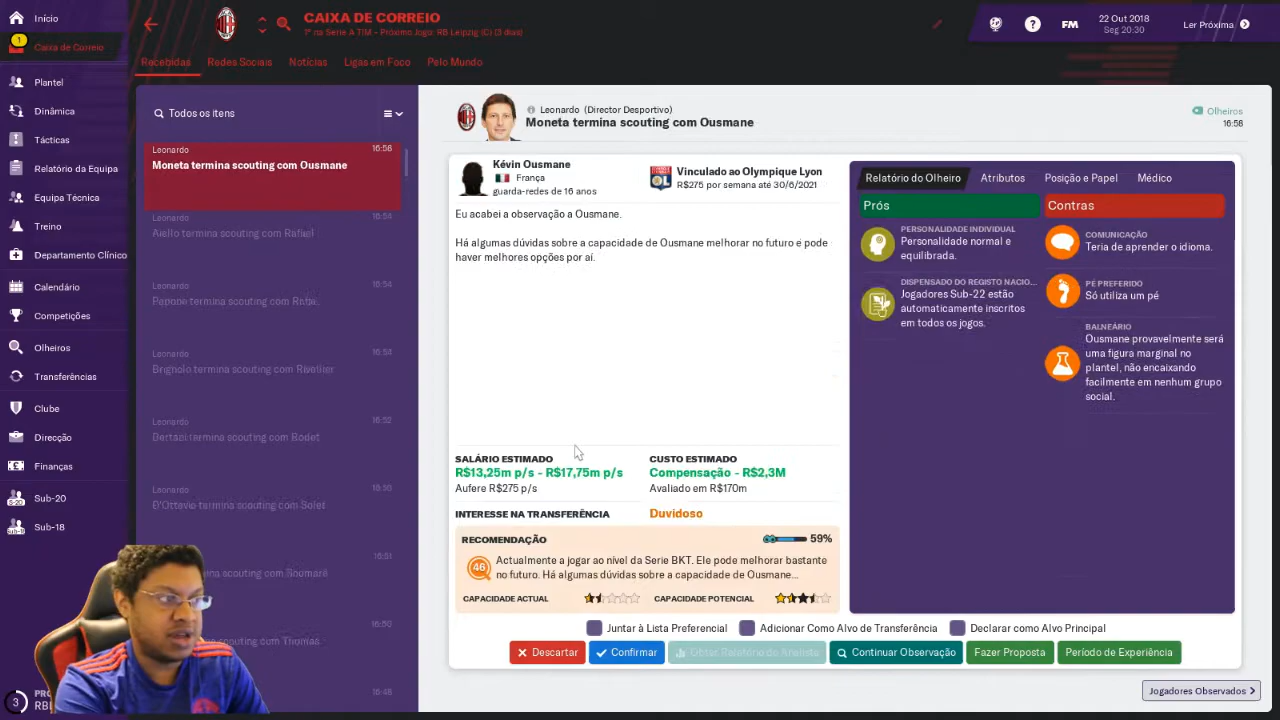 Início
1
Caixa de Correio
Plantel
Dinâmica
Tácticas
Relatório da Equipa
Equipa Técnica
Treino
Departamento Clínico
Calendário
Competições
Olheiros
Transferências
Clube
Direcção
Finanças
Sub-20
Sub-18
3
CAIXA DE CORREIO
1º na Serie A TIM - Próximo Jogo: RB Leipzig (C) (3 dias)
? FM
22 Out 2018
Seg 20:30
Ler Próxima
Recebidas Redes Sociais Notícias Ligas em Foco Pelo Mundo
Todos os itens
Leonardo 16:58
Moneta termina scouting com Ousmane
Leonardo 16:54
Aiello termina scouting com Rafael
Leonardo 16:54
termina scouting com
Leonardo
Brignolo termina scouting com
Leonardo 16:52
termina scouting com Rodet
Leonardo
D'Ottavio termina scouting com
16:51
scouting com Boumaré
16:50
scouting com Thomas
16:48
Leonardo (Director Desportivo)
Moneta termina scouting com Ousmane
Olheiros
16:58
Kévin Ousmane
França
guarda-redes de 16 anos
Vinculado ao Olympique Lyon
R$275 por semana até 30/6/2021
Eu acabei a observação a Ousmane.
Há algumas dúvidas sobre a capacidade de Ousmane melhorar no futuro e pode
haver melhores opções por aí.
SALÁRIO ESTIMADO
R$13,25m p/s - R$17,75m p/s
Aufere R$275 p/s
CUSTO ESTIMADO
Compensação - R$2,3M
Avaliado em R$170m
INTERESSE NA TRANSFERÊNCIA Duvidoso
RECOMENDAÇÃO 59%
46
Actualmente a jogar ao nível da Serie BKT. Ele pode melhorar bastante
no futuro. Há algumas dúvidas sobre a capacidade de Ousmane...
CAPACIDADE ACTUAL CAPACIDADE POTENCIAL
Relatório do Olheiro Atributos Posição e Papel Médico
Prós
PERSONALIDADE INDIVIDUAL
Personalidade normal e
equilibrada.
DISPENSADO DO REGISTO NACIO...
Jogadores Sub-22 estão
automaticamente inscritos
em todos os jogos.
Contras
COMUNICAÇÃO
Teria de aprender o idioma.
PÉ PREFERIDO
Só utiliza um pé
BALNEÁRIO
Ousmane provavelmente será
uma figura marginal no
plantel, não encaixando
facilmente em nenhum grupo
social.
Juntar à Lista Preferencial Adicionar Como Alvo de Transferência Declarar como Alvo Principal
Descartar Confirmar Obter Relatório do Analista Continuar Observação Fazer Proposta Período de Experiência
Jogadores Observados